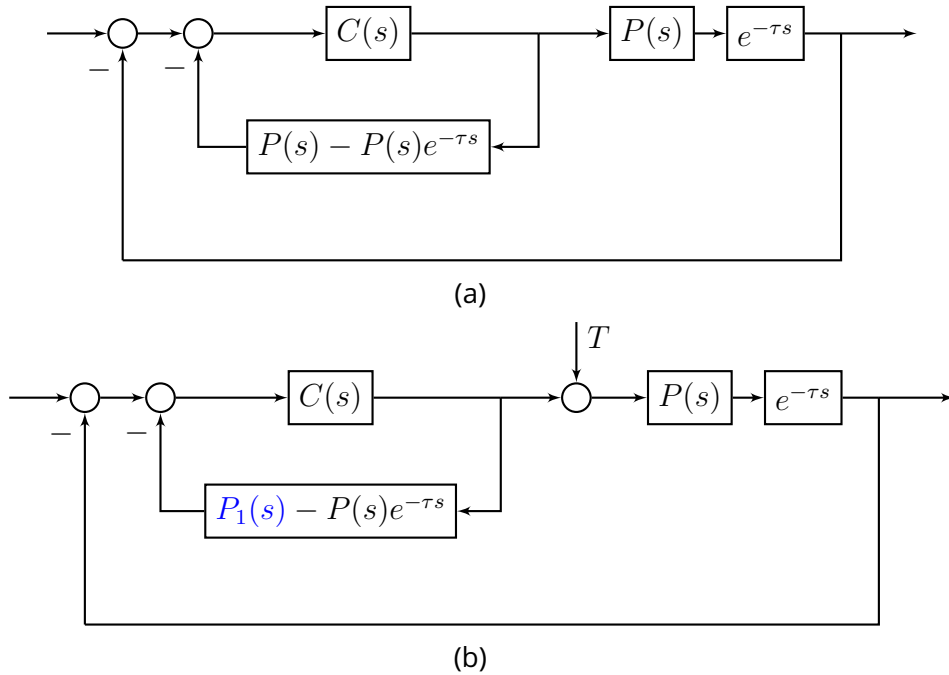 C(s) P(s) e^{-τs}
− −
P(s) − P(s)e^{-τs}
(a)
T
C(s) P(s) e^{-τs}
− −
P_1(s) − P(s)e^{-τs}
(b)